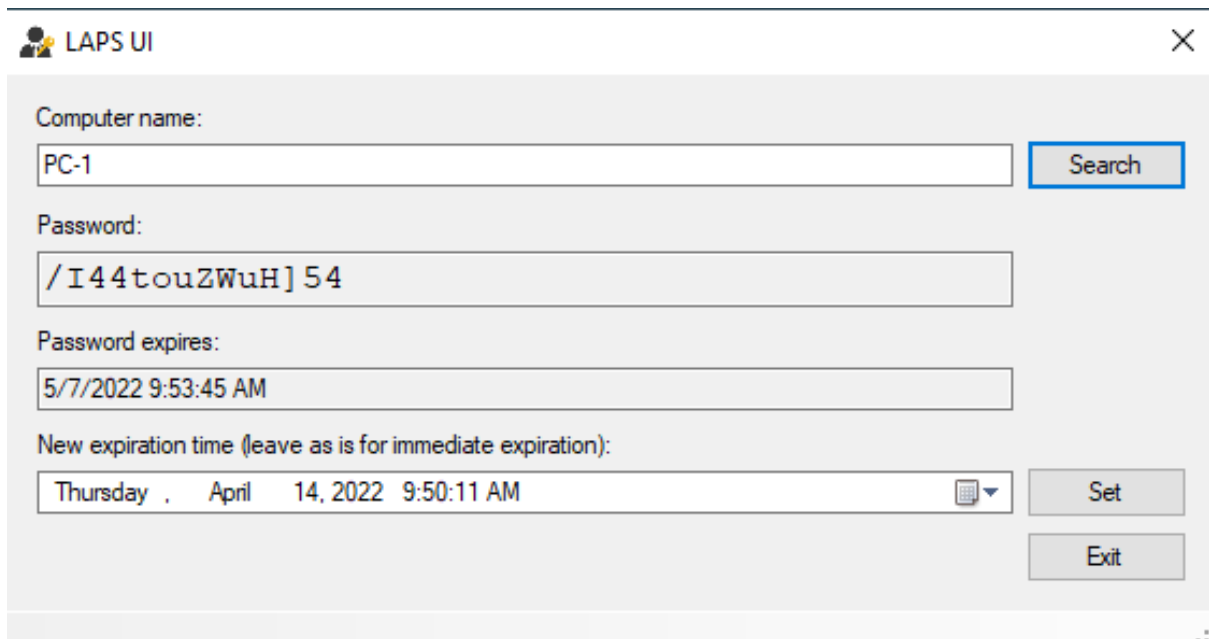 LAPS UI
Computer name:
PC-1
Search
Password:
/I44touZWuH]54
Password expires:
5/7/2022 9:53:45 AM
New expiration time (leave as is for immediate expiration):
Thursday , April 14, 2022 9:50:11 AM
Set
Exit